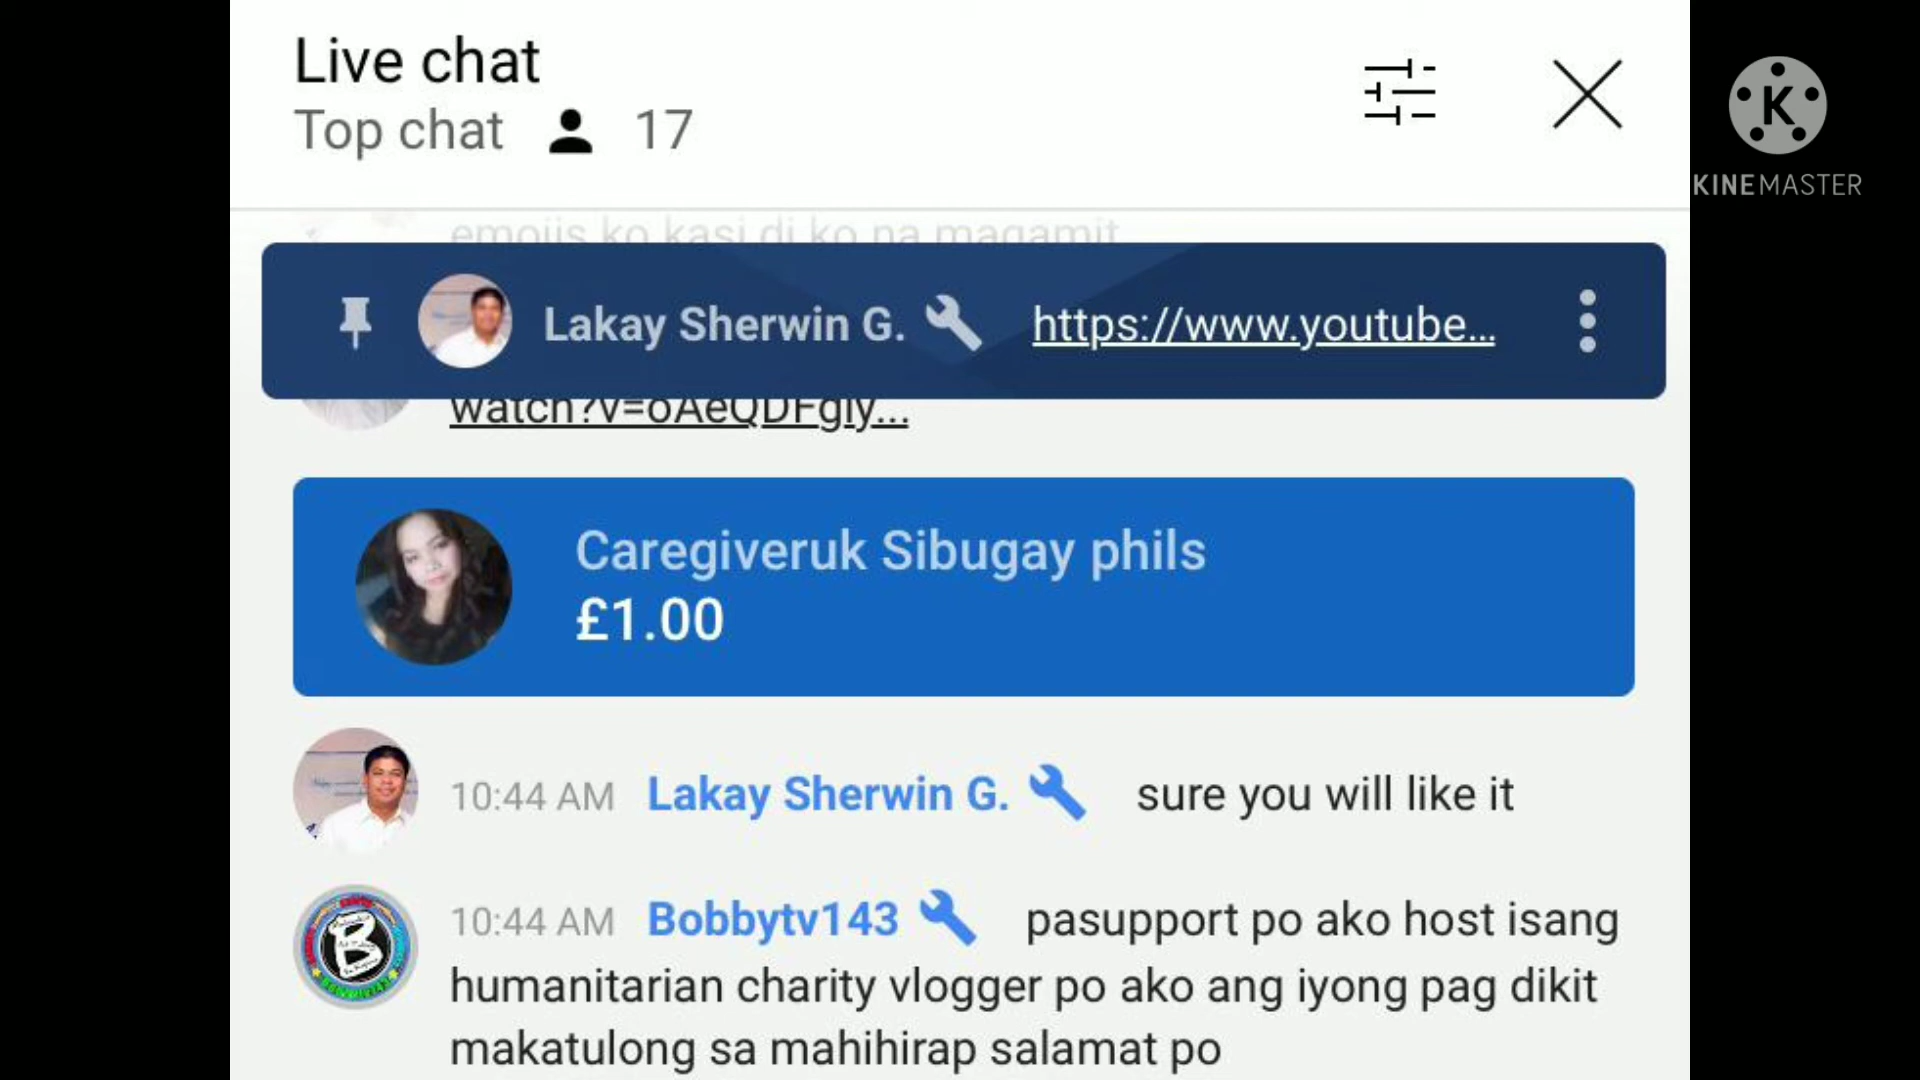 Live chat
Top chat 17
KINEMASTER
emojis ko kasi di ko na magamit
Lakay Sherwin G. https://www.youtube...
watch?v=oAeQDFgly...
Caregiveruk Sibugay phils
£1.00
10:44 AM Lakay Sherwin G. sure you will like it
10:44 AM Bobbytv143 pasupport po ako host isang
humanitarian charity vlogger po ako ang iyong pag dikit
makatulong sa mahihirap salamat po